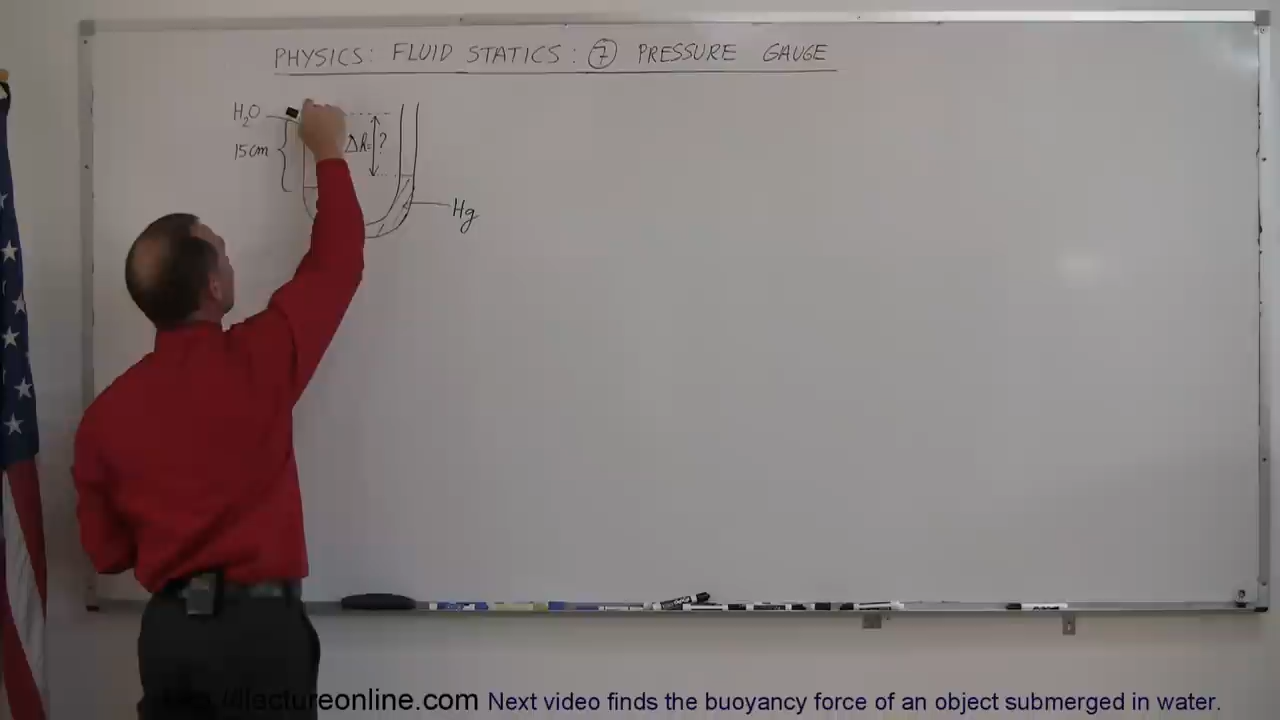 PHYSICS: FLUID STATICS: ⑦ PRESSURE GAUGE
H₂O
15cm
Δh=?
Hg
lectureonline.com Next video finds the buoyancy force of an object submerged in water.